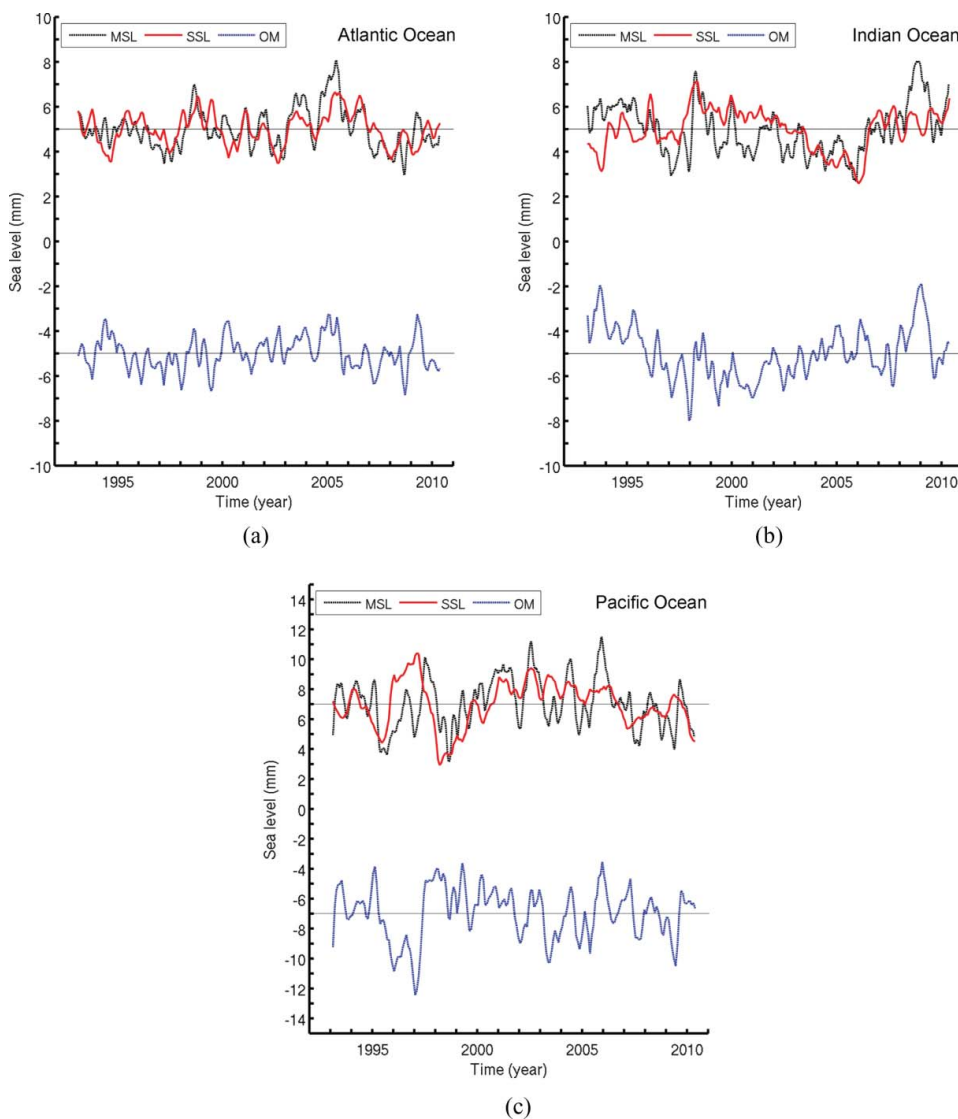 MSL SSL OM Atlantic Ocean
10
8
6
4
2
0
-2
-4
-6
-8
-10
Sea level (mm)
1995 2000 2005 2010
Time (year)
(a)
MSL SSL OM Indian Ocean
10
8
6
4
2
0
-2
-4
-6
-8
-10
Sea level (mm)
1995 2000 2005 2010
Time (year)
(b)
MSL SSL OM Pacific Ocean
14
12
10
8
6
4
2
0
-2
-4
-6
-8
-10
-12
-14
Sea level (mm)
1995 2000 2005 2010
Time (year)
(c)